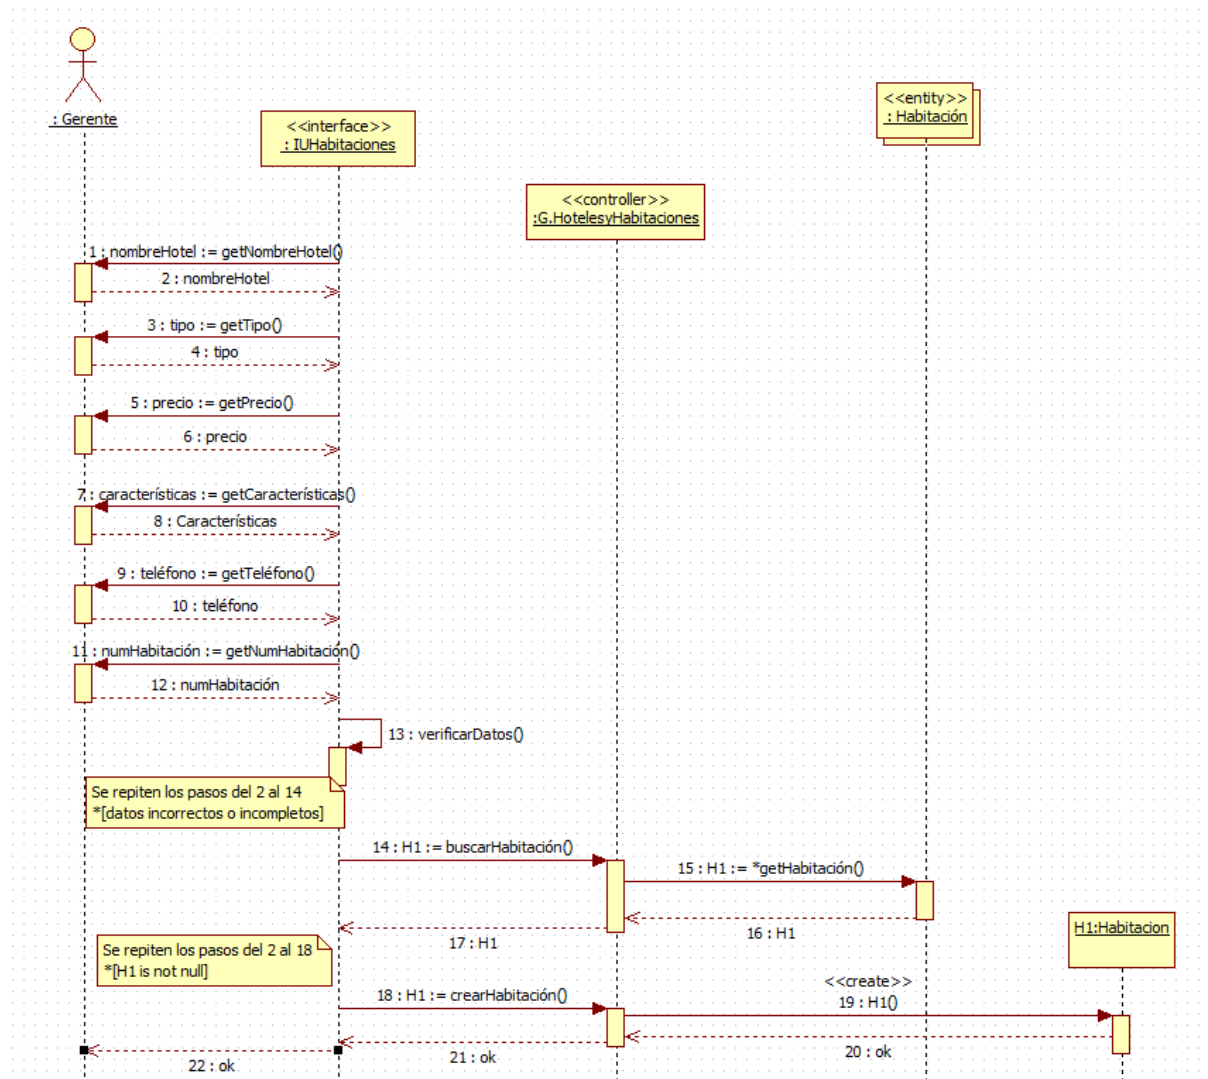 <<entity>>
: Habitación
: Gerente
<<interface>>
: IUHabitaciones
<<controller>>
:G.HotelesyHabitaciones
1 : nombreHotel := getNombreHotel()
2 : nombreHotel
3 : tipo := getTipo()
4 : tipo
5 : precio := getPrecio()
6 : precio
7 : características := getCaracterísticas()
8 : Características
9 : teléfono := getTeléfono()
10 : teléfono
11 : numHabitación := getNumHabitación()
12 : numHabitación
13 : verificarDatos()
Se repiten los pasos del 2 al 14
*[datos incorrectos o incompletos]
14 : H1 := buscarHabitación()
15 : H1 := *getHabitación()
16 : H1
17 : H1
H1:Habitacion
Se repiten los pasos del 2 al 18
*[H1 is not null]
<<create>>
18 : H1 := crearHabitación()
19 : H1()
20 : ok
21 : ok
22 : ok